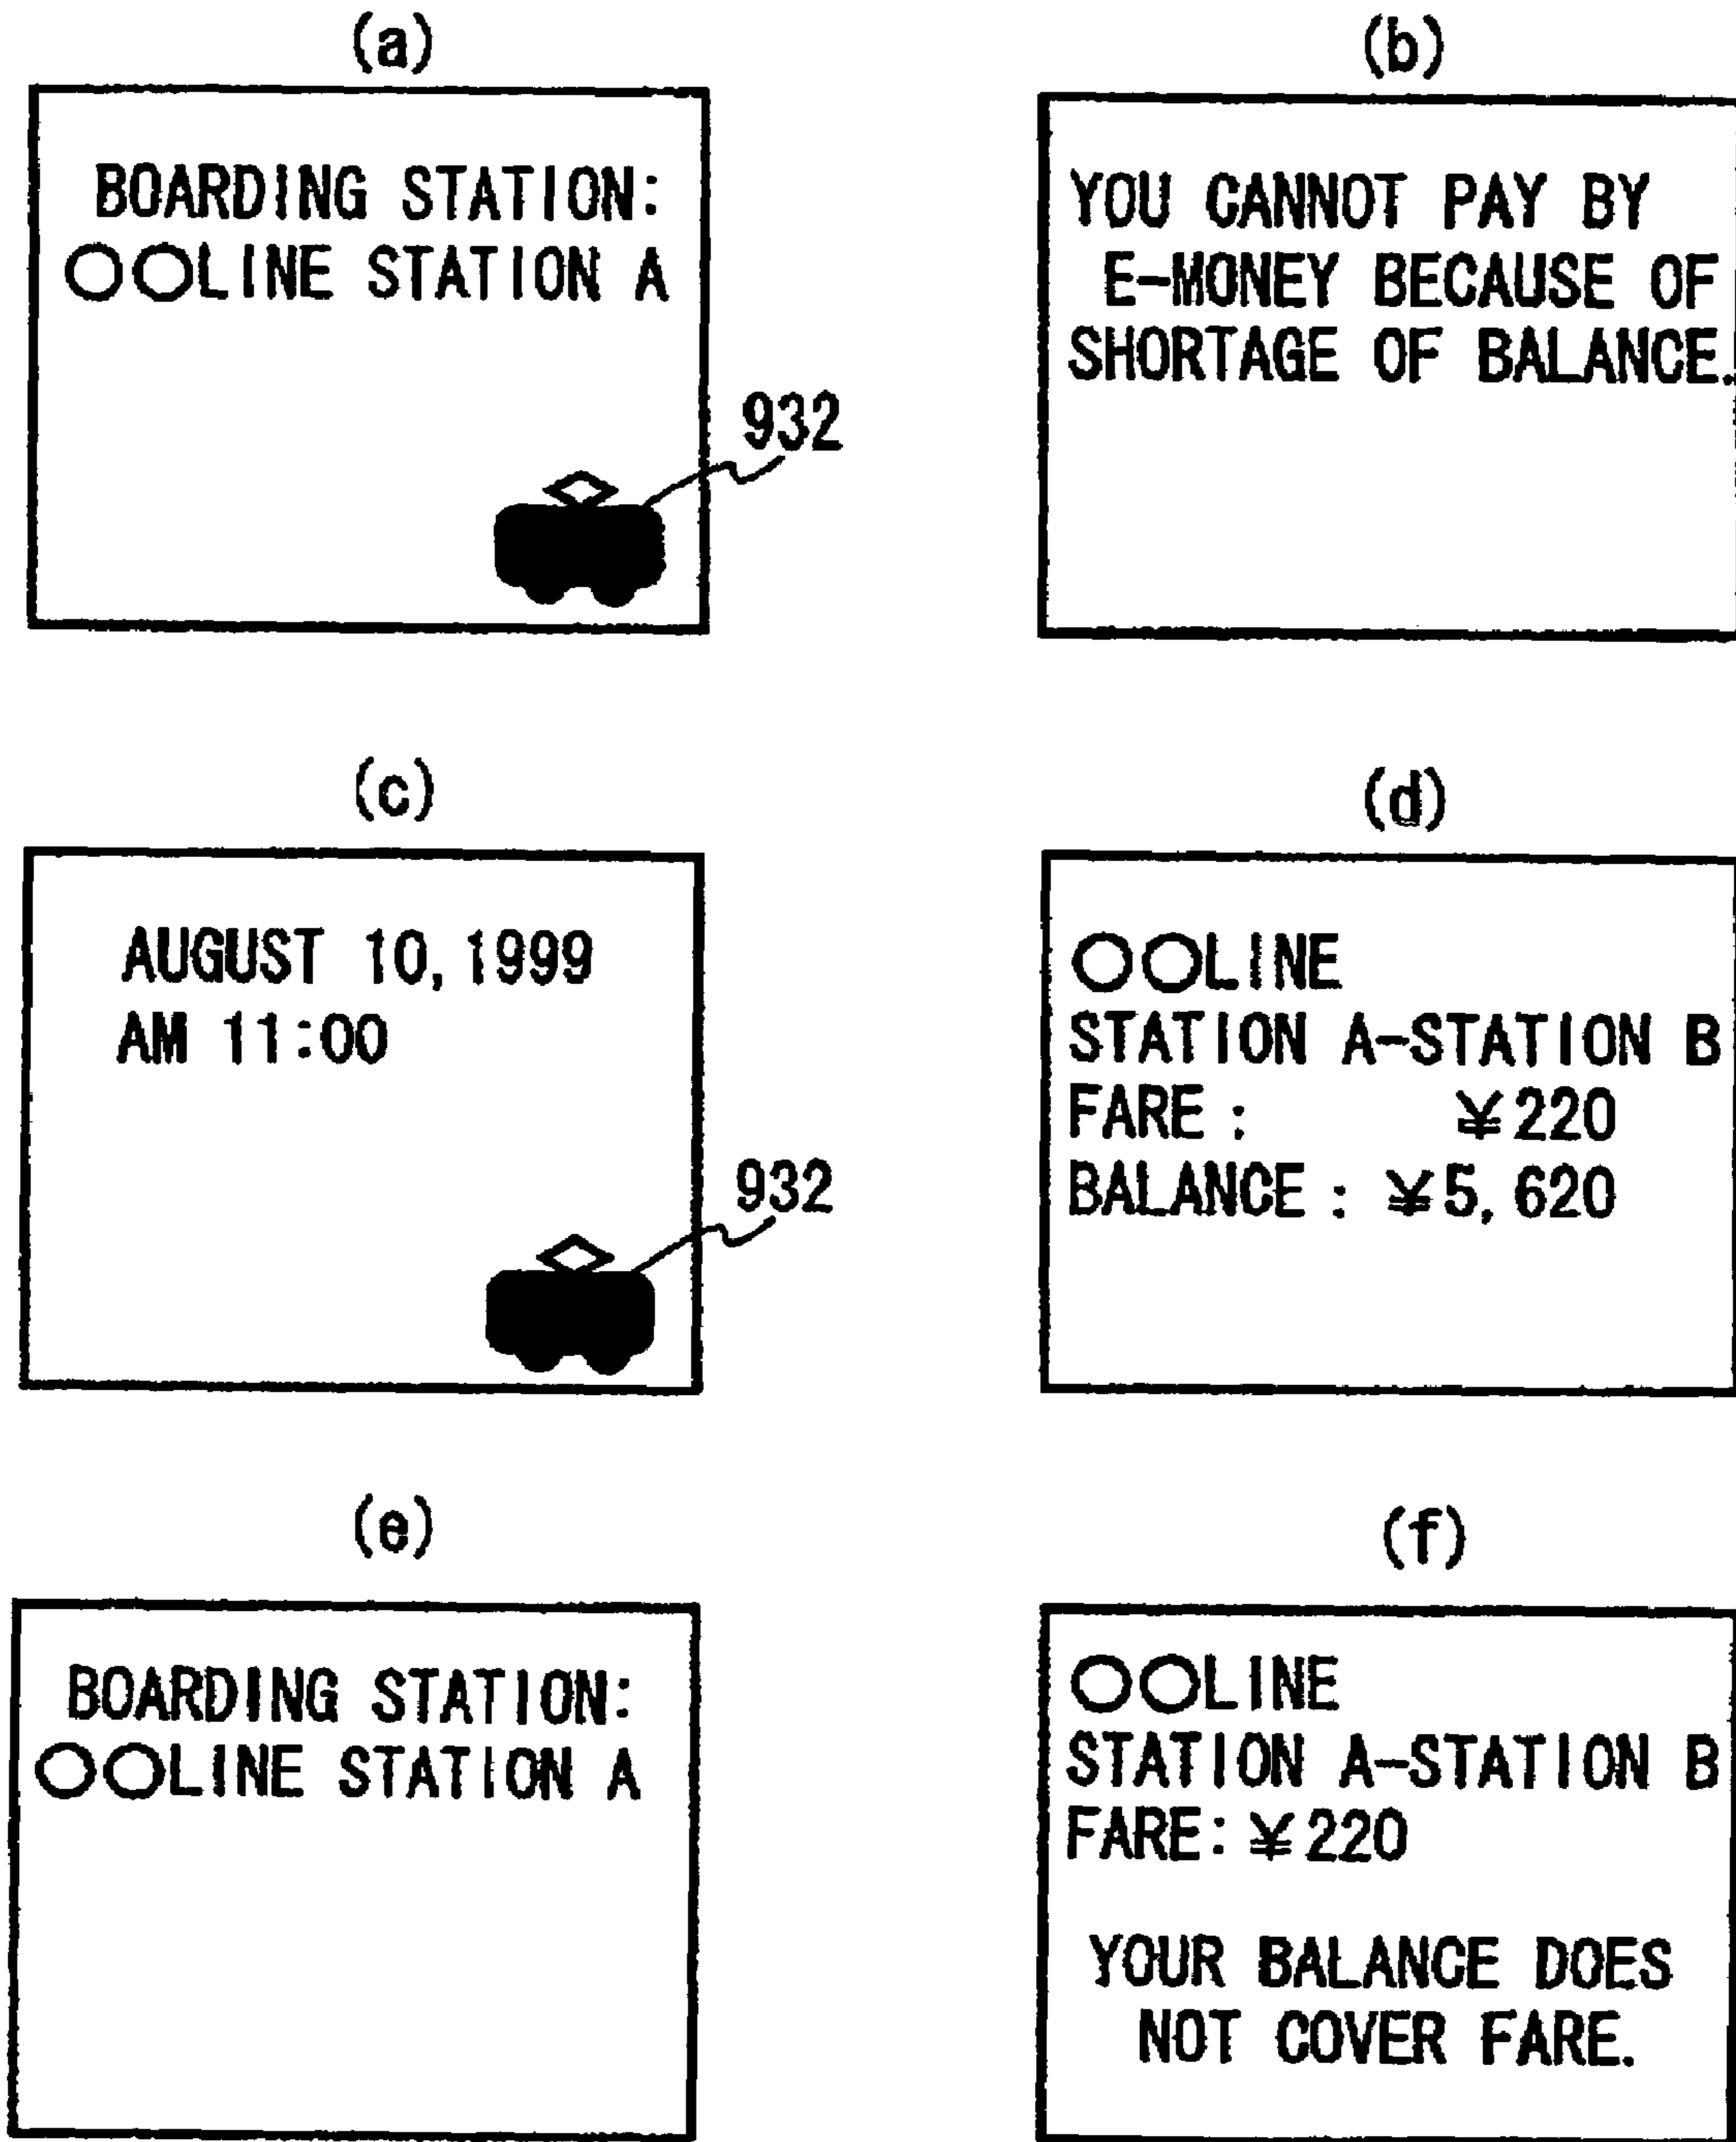 (a)
BOARDING STATION:
○○LINE STATION A
932
(b)
YOU CANNOT PAY BY
E-MONEY BECAUSE OF
SHORTAGE OF BALANCE.
(c)
AUGUST 10,1999
AM 11:00
932
(d)
○○LINE
STATION A-STATION B
FARE: ¥220
BALANCE: ¥5,620
(e)
BOARDING STATION:
○○LINE STATION A
(f)
○○LINE
STATION A-STATION B
FARE: ¥220
YOUR BALANCE DOES
NOT COVER FARE.